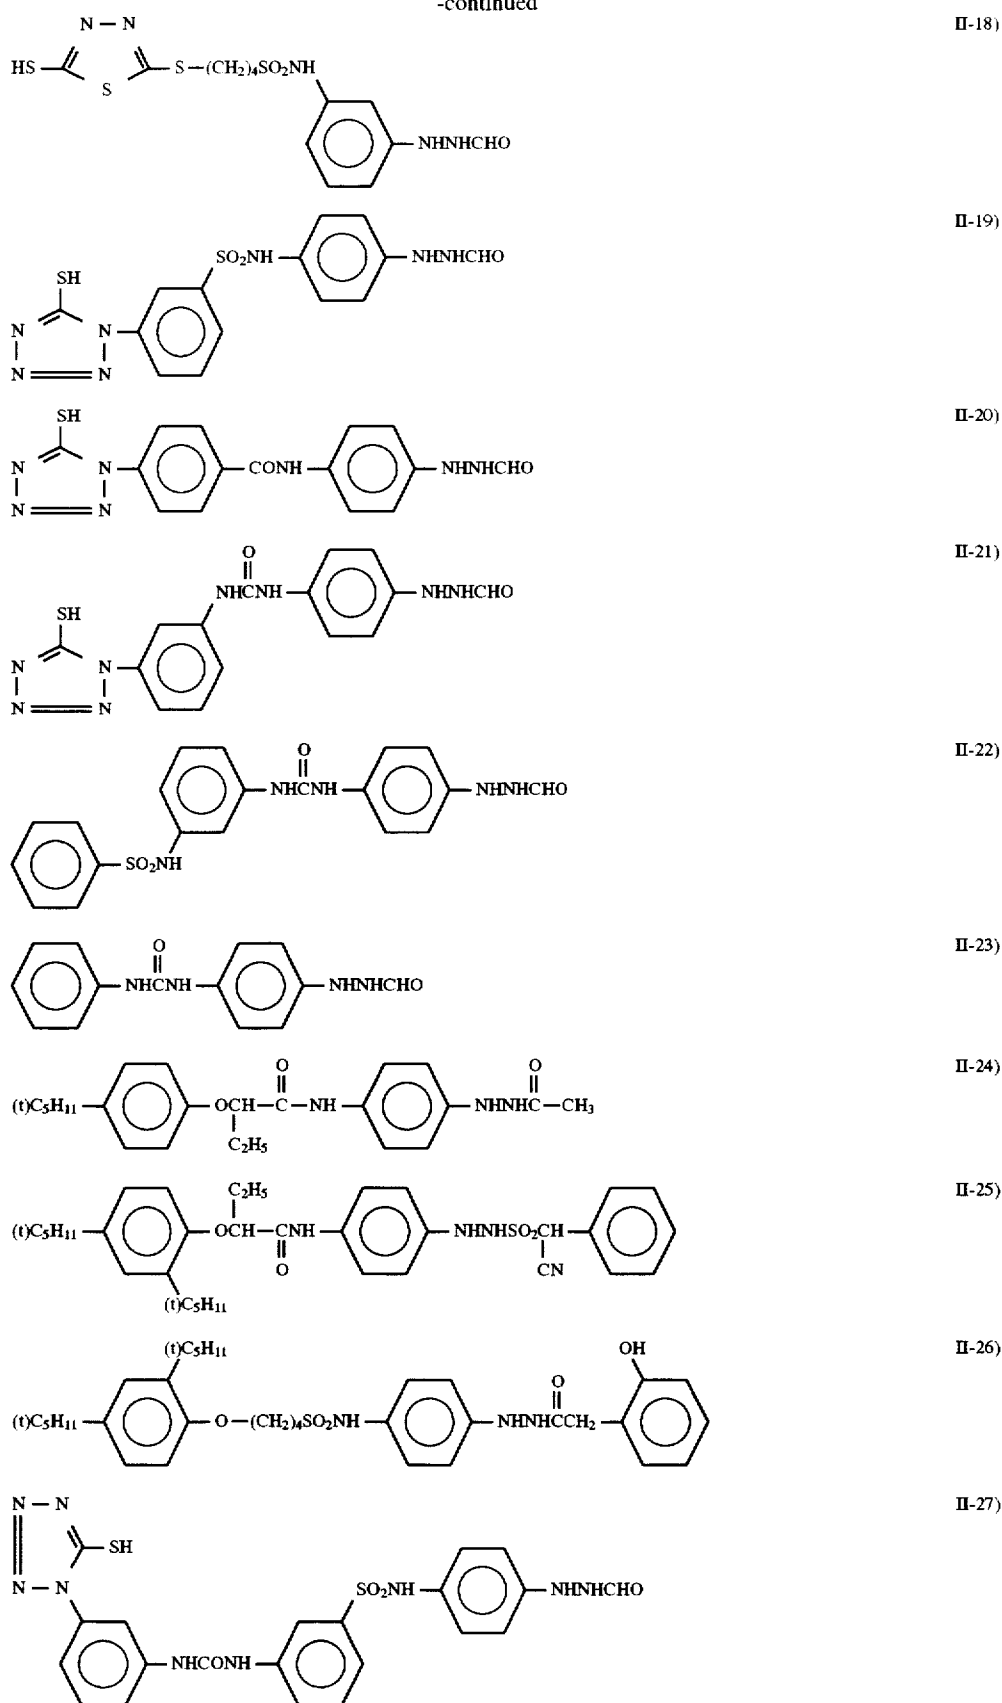 -continued
N — N II-18)
HS S S—(CH2)4SO2NH
NHNHCHO
II-19)
SO2NH NHNHCHO
SH
N N
N N
II-20)
SH
N N CONH NHNHCHO
N N
II-21)
O
NHCNH NHNHCHO
SH
N N
N N
II-22)
O
NHCNH NHNHCHO
SO2NH
II-23)
O
NHCNH NHNHCHO
II-24)
O O
(t)C5H11 OCH—C—NH NHNHC—CH3
C2H5
II-25)
C2H5
(t)C5H11 OCH—CNH NHNHSO2CH
O CN
(t)C5H11
(t)C5H11 OH II-26)
O
(t)C5H11 O—(CH2)4SO2NH NHNHCCH2
N — N II-27)
SH
N — N SO2NH NHNHCHO
NHCONH